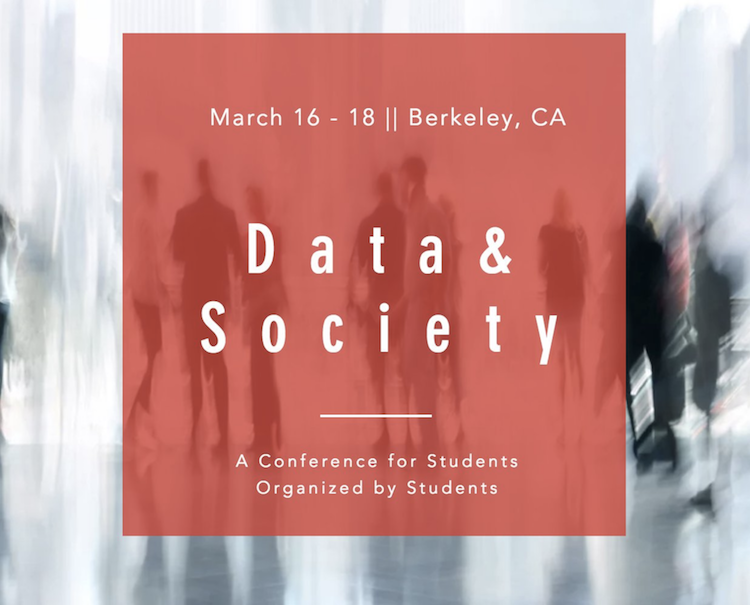 March 16 - 18 || Berkeley, CA
Data&
Society
A Conference for Students
Organized by Students